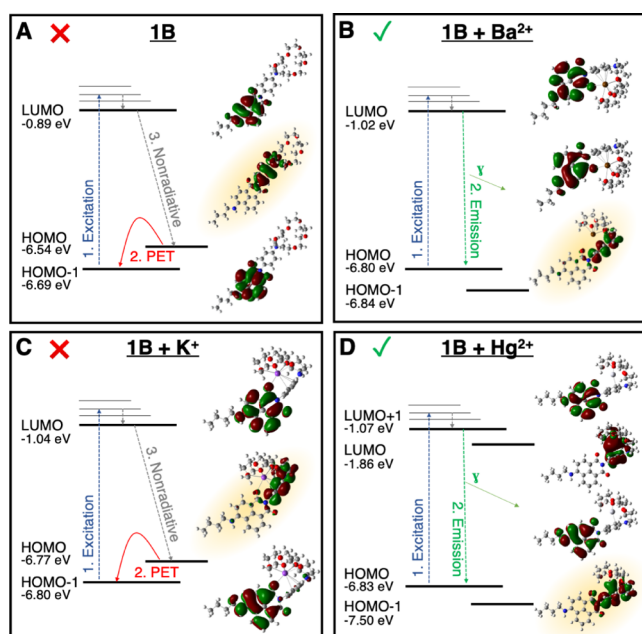 A ✗ 1B
LUMO
-0.89 eV
1. Excitation
3. Nonradiative
HOMO
-6.54 eV
2. PET
HOMO-1
-6.69 eV
B ✓ 1B + Ba²⁺
LUMO
-1.02 eV
1. Excitation
2. Emission
γ
HOMO
-6.80 eV
HOMO-1
-6.84 eV
C ✗ 1B + K⁺
LUMO
-1.04 eV
1. Excitation
3. Nonradiative
HOMO
-6.77 eV
2. PET
HOMO-1
-6.80 eV
D ✓ 1B + Hg²⁺
LUMO+1
-1.07 eV
LUMO
-1.86 eV
1. Excitation
2. Emission
γ
HOMO
-6.83 eV
HOMO-1
-7.50 eV